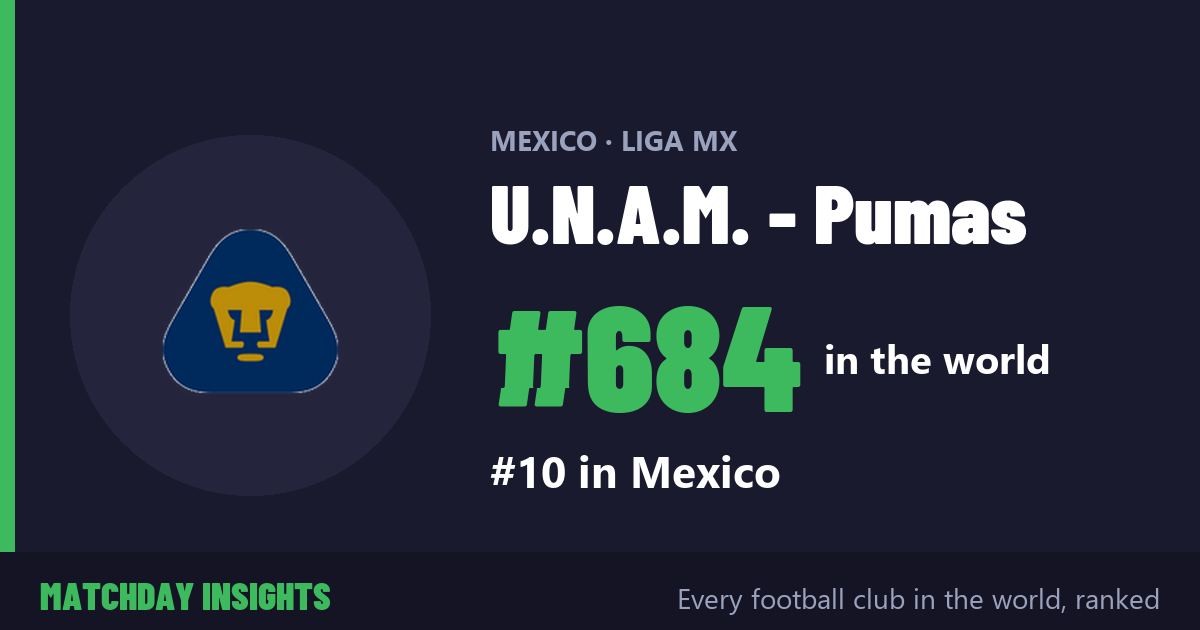 MEXICO · LIGA MX
U.N.A.M. - Pumas
#684 in the world
#10 in Mexico
MATCHDAY INSIGHTS
Every football club in the world, ranked